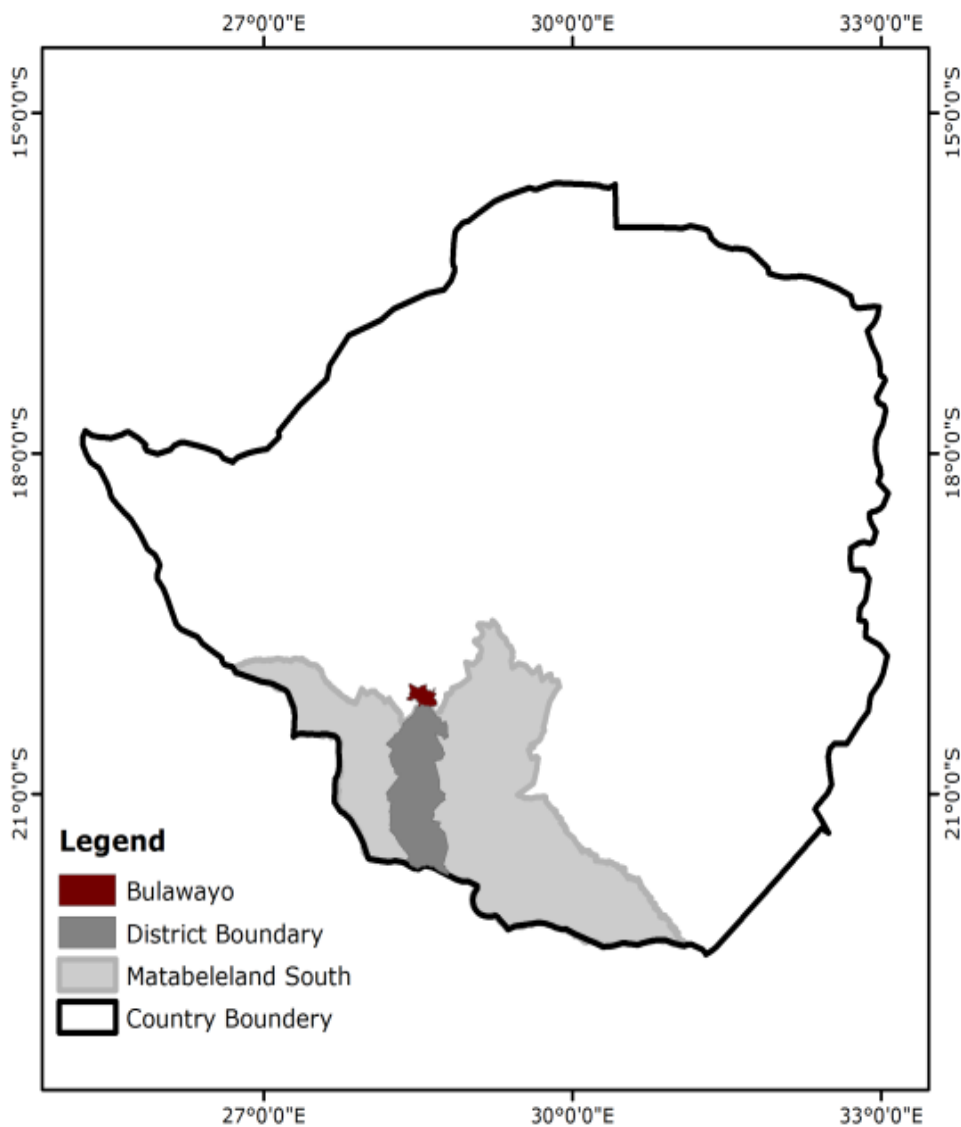 27°0'0"E 30°0'0"E 33°0'0"E
15°0'0"S 15°0'0"S
18°0'0"S 18°0'0"S
21°0'0"S 21°0'0"S
Legend
Bulawayo
District Boundary
Matabeleland South
Country Boundery
27°0'0"E 30°0'0"E 33°0'0"E